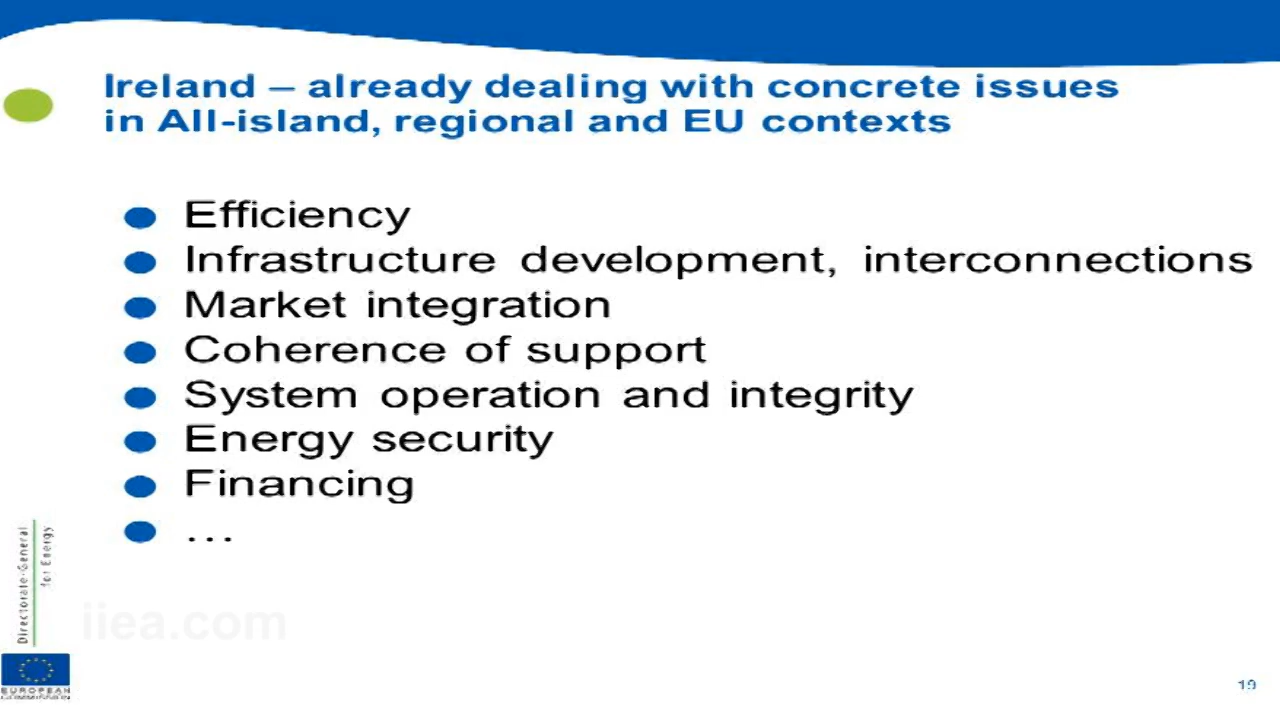 Ireland – already dealing with concrete issues
in All-island, regional and EU contexts
Efficiency
Infrastructure development, interconnections
Market integration
Coherence of support
System operation and integrity
Energy security
Financing
...
Directorate-General
for Energy
iiea.com
EUROPEAN
COMMISSION
19